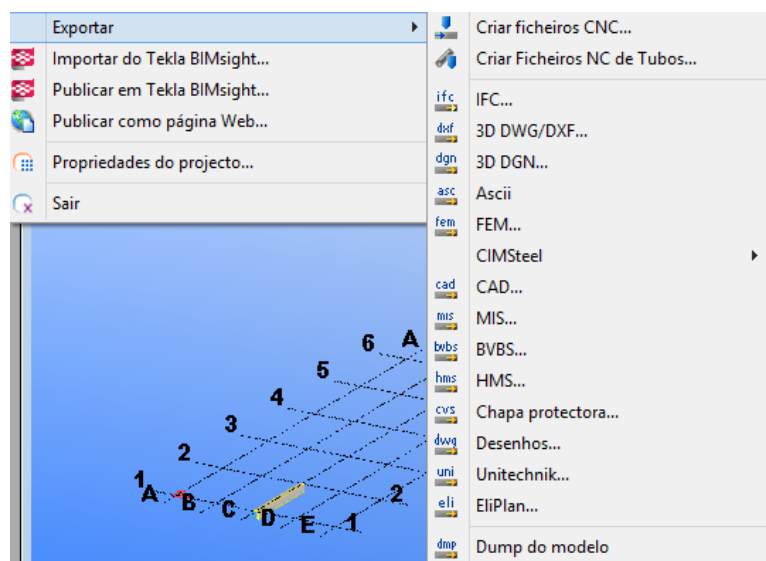 Exportar
Importar do Tekla BIMsight...
Publicar em Tekla BIMsight...
Publicar como página Web...
Propriedades do projecto...
Sair
Criar ficheiros CNC...
Criar Ficheiros NC de Tubos...
ifc IFC...
dxf 3D DWG/DXF...
dgn 3D DGN...
asc Ascii
fem FEM...
CIMSteel
cad CAD...
mis MIS...
bvbs BVBS...
hms HMS...
cvs Chapa protectora...
dwg Desenhos...
uni Unitechnik...
eli EliPlan...
dmp Dump do modelo
6 A
5
4
3
2
1
A B C D E 1
2